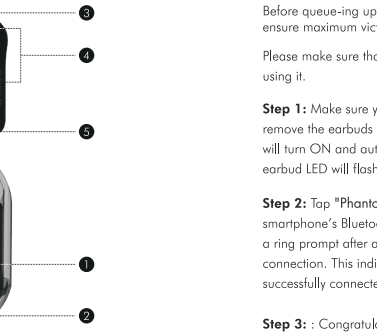 3
4
5
1
2
Before queue-ing up
ensure maximum vic
Please make sure tha
using it.
Step 1: Make sure y
remove the earbuds
will turn ON and aut
earbud LED will flash
Step 2: Tap "Phanto
smartphone's Blueto
a ring prompt after a
connection. This indi
successfully connecte
Step 3: : Congratul